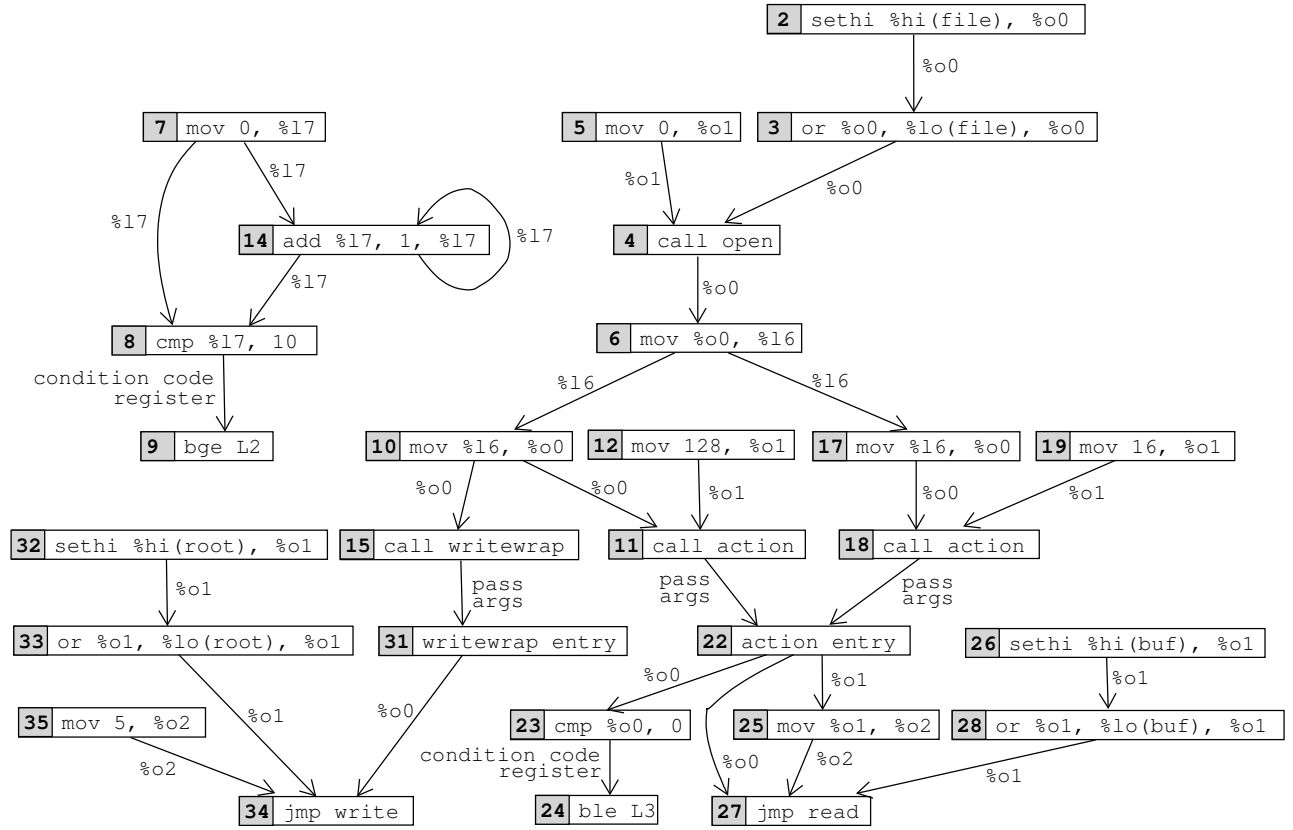 2 sethi %hi(file), %o0
%o0
7 mov 0, %l7
5 mov 0, %o1
3 or %o0, %lo(file), %o0
%l7
%o1
%o0
%l7
14 add %l7, 1, %l7
%l7
4 call open
%l7
%o0
8 cmp %l7, 10
6 mov %o0, %l6
condition code
register
%l6
%l6
9 bge L2
10 mov %l6, %o0
12 mov 128, %o1
17 mov %l6, %o0
19 mov 16, %o1
%o0
%o0
%o1
%o0
%o1
32 sethi %hi(root), %o1
15 call writewrap
11 call action
18 call action
%o1
pass
args
pass
args
pass
args
33 or %o1, %lo(root), %o1
31 writewrap entry
22 action entry
26 sethi %hi(buf), %o1
%o0
%o1
%o1
35 mov 5, %o2
%o1
%o0
23 cmp %o0, 0
25 mov %o1, %o2
28 or %o1, %lo(buf), %o1
condition code
register
%o2
%o0
%o2
%o1
34 jmp write
24 ble L3
27 jmp read